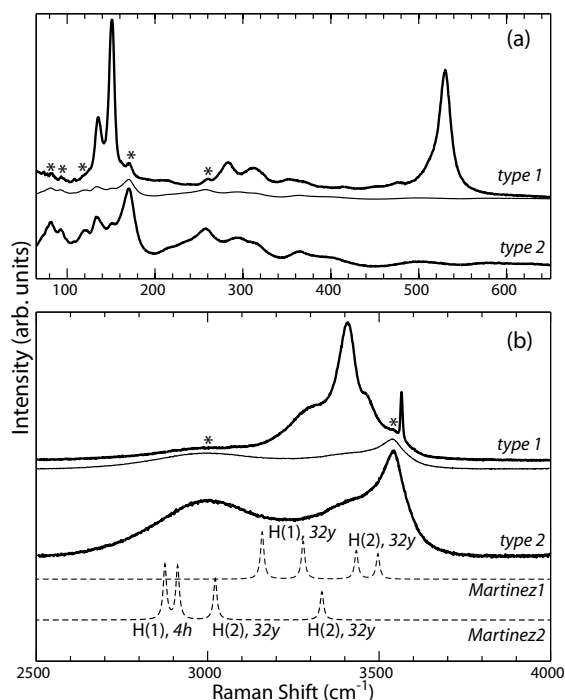 (a)
* * * * *
type 1
type 2
100 200 300 400 500 600
Intensity (arb. units)
(b)
* *
type 1
type 2
H(1), 32y H(2), 32y
Martinez1
H(1), 4h H(2), 32y H(2), 32y
Martinez2
2500 3000 3500 4000
Raman Shift (cm⁻¹)